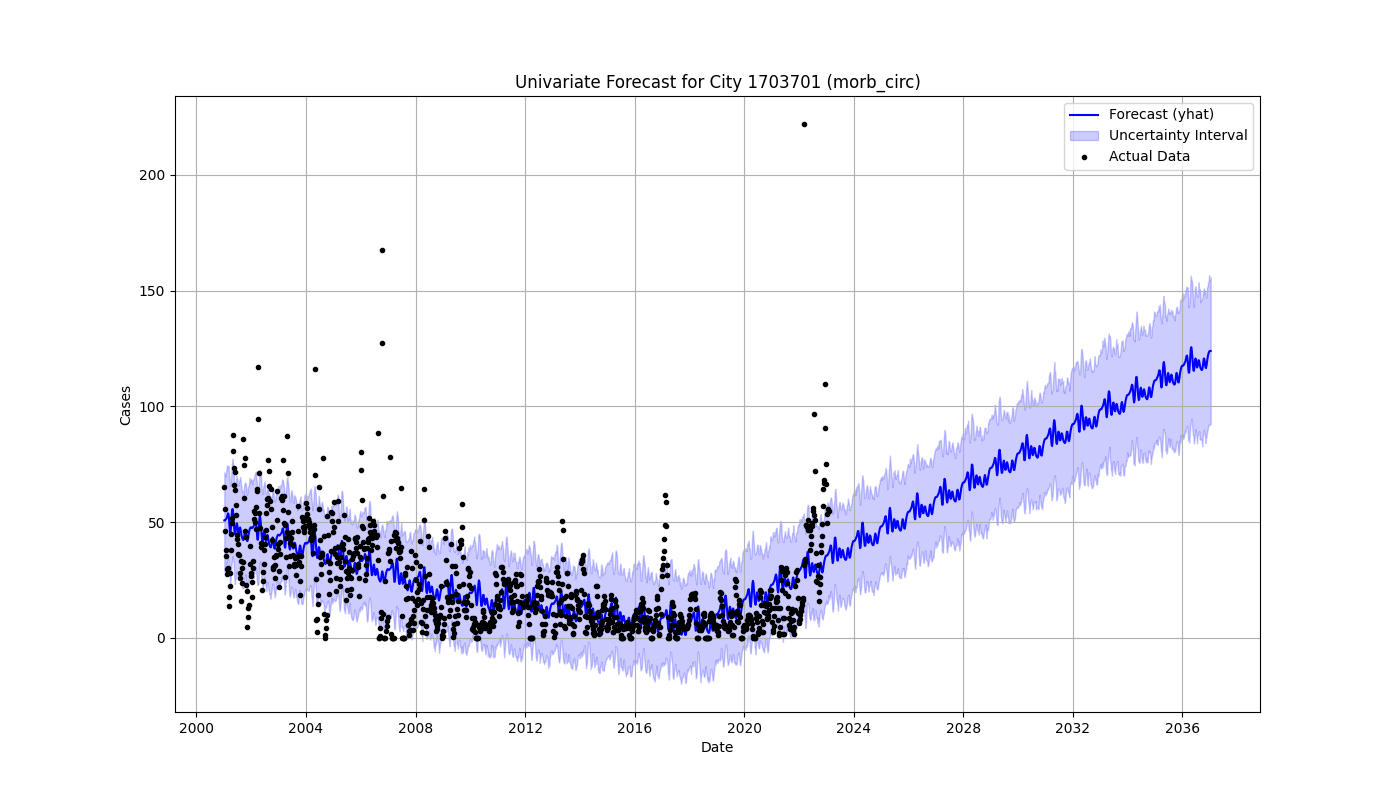 Univariate Forecast for City 1703701 (morb_circ)
Forecast (yhat)
Uncertainty Interval
Actual Data
200
150
100
50
0
Cases
2000 2004 2008 2012 2016 2020 2024 2028 2032 2036
Date